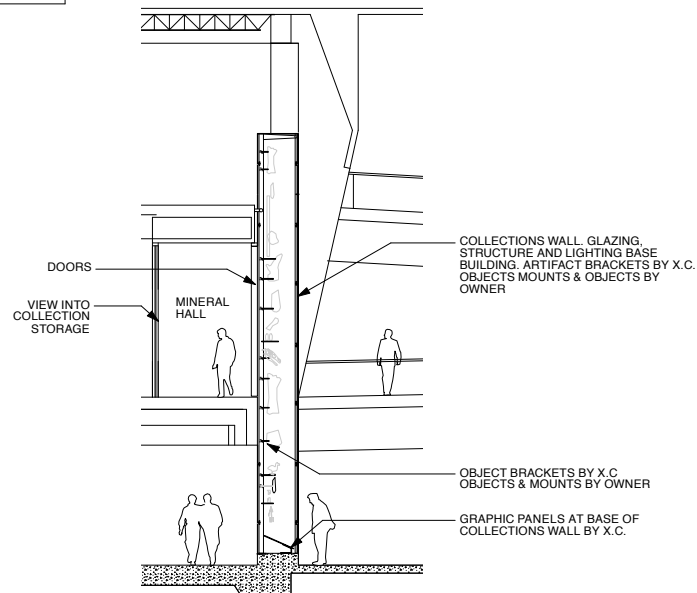 COLLECTIONS WALL. GLAZING,
STRUCTURE AND LIGHTING BASE
BUILDING. ARTIFACT BRACKETS BY X.C.
OBJECTS MOUNTS & OBJECTS BY
OWNER
DOORS
VIEW INTO
COLLECTION
STORAGE
MINERAL
HALL
OBJECT BRACKETS BY X.C
OBJECTS & MOUNTS BY OWNER
GRAPHIC PANELS AT BASE OF
COLLECTIONS WALL BY X.C.